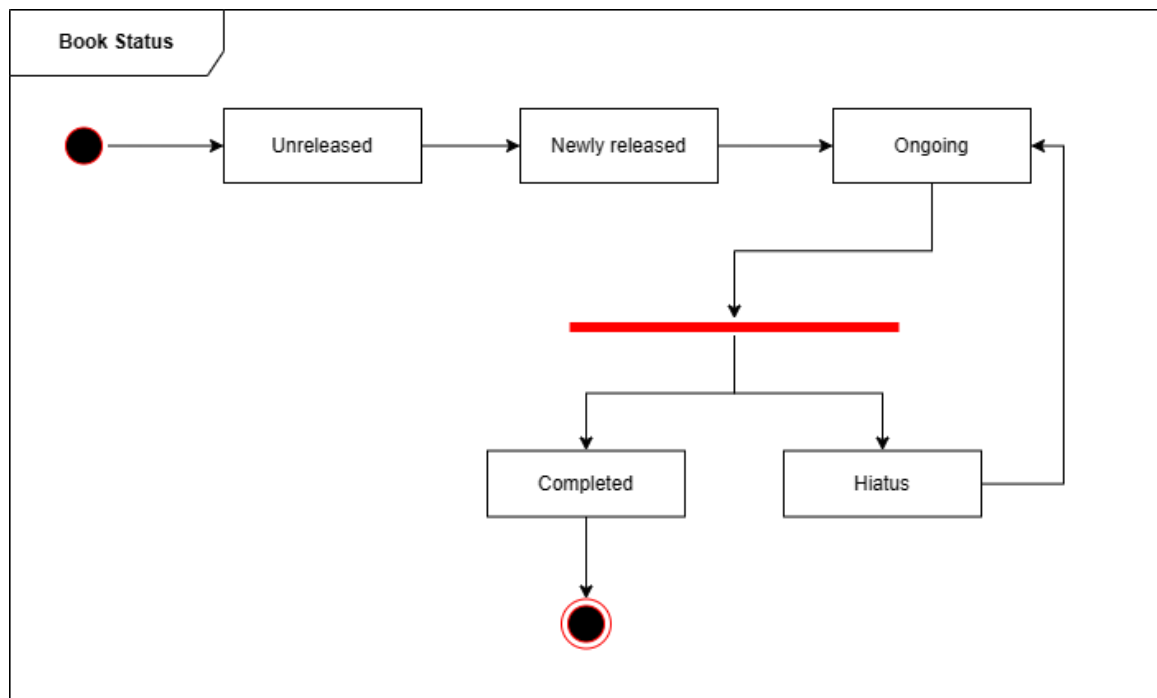 Book Status
Unreleased
Newly released
Ongoing
Completed
Hiatus